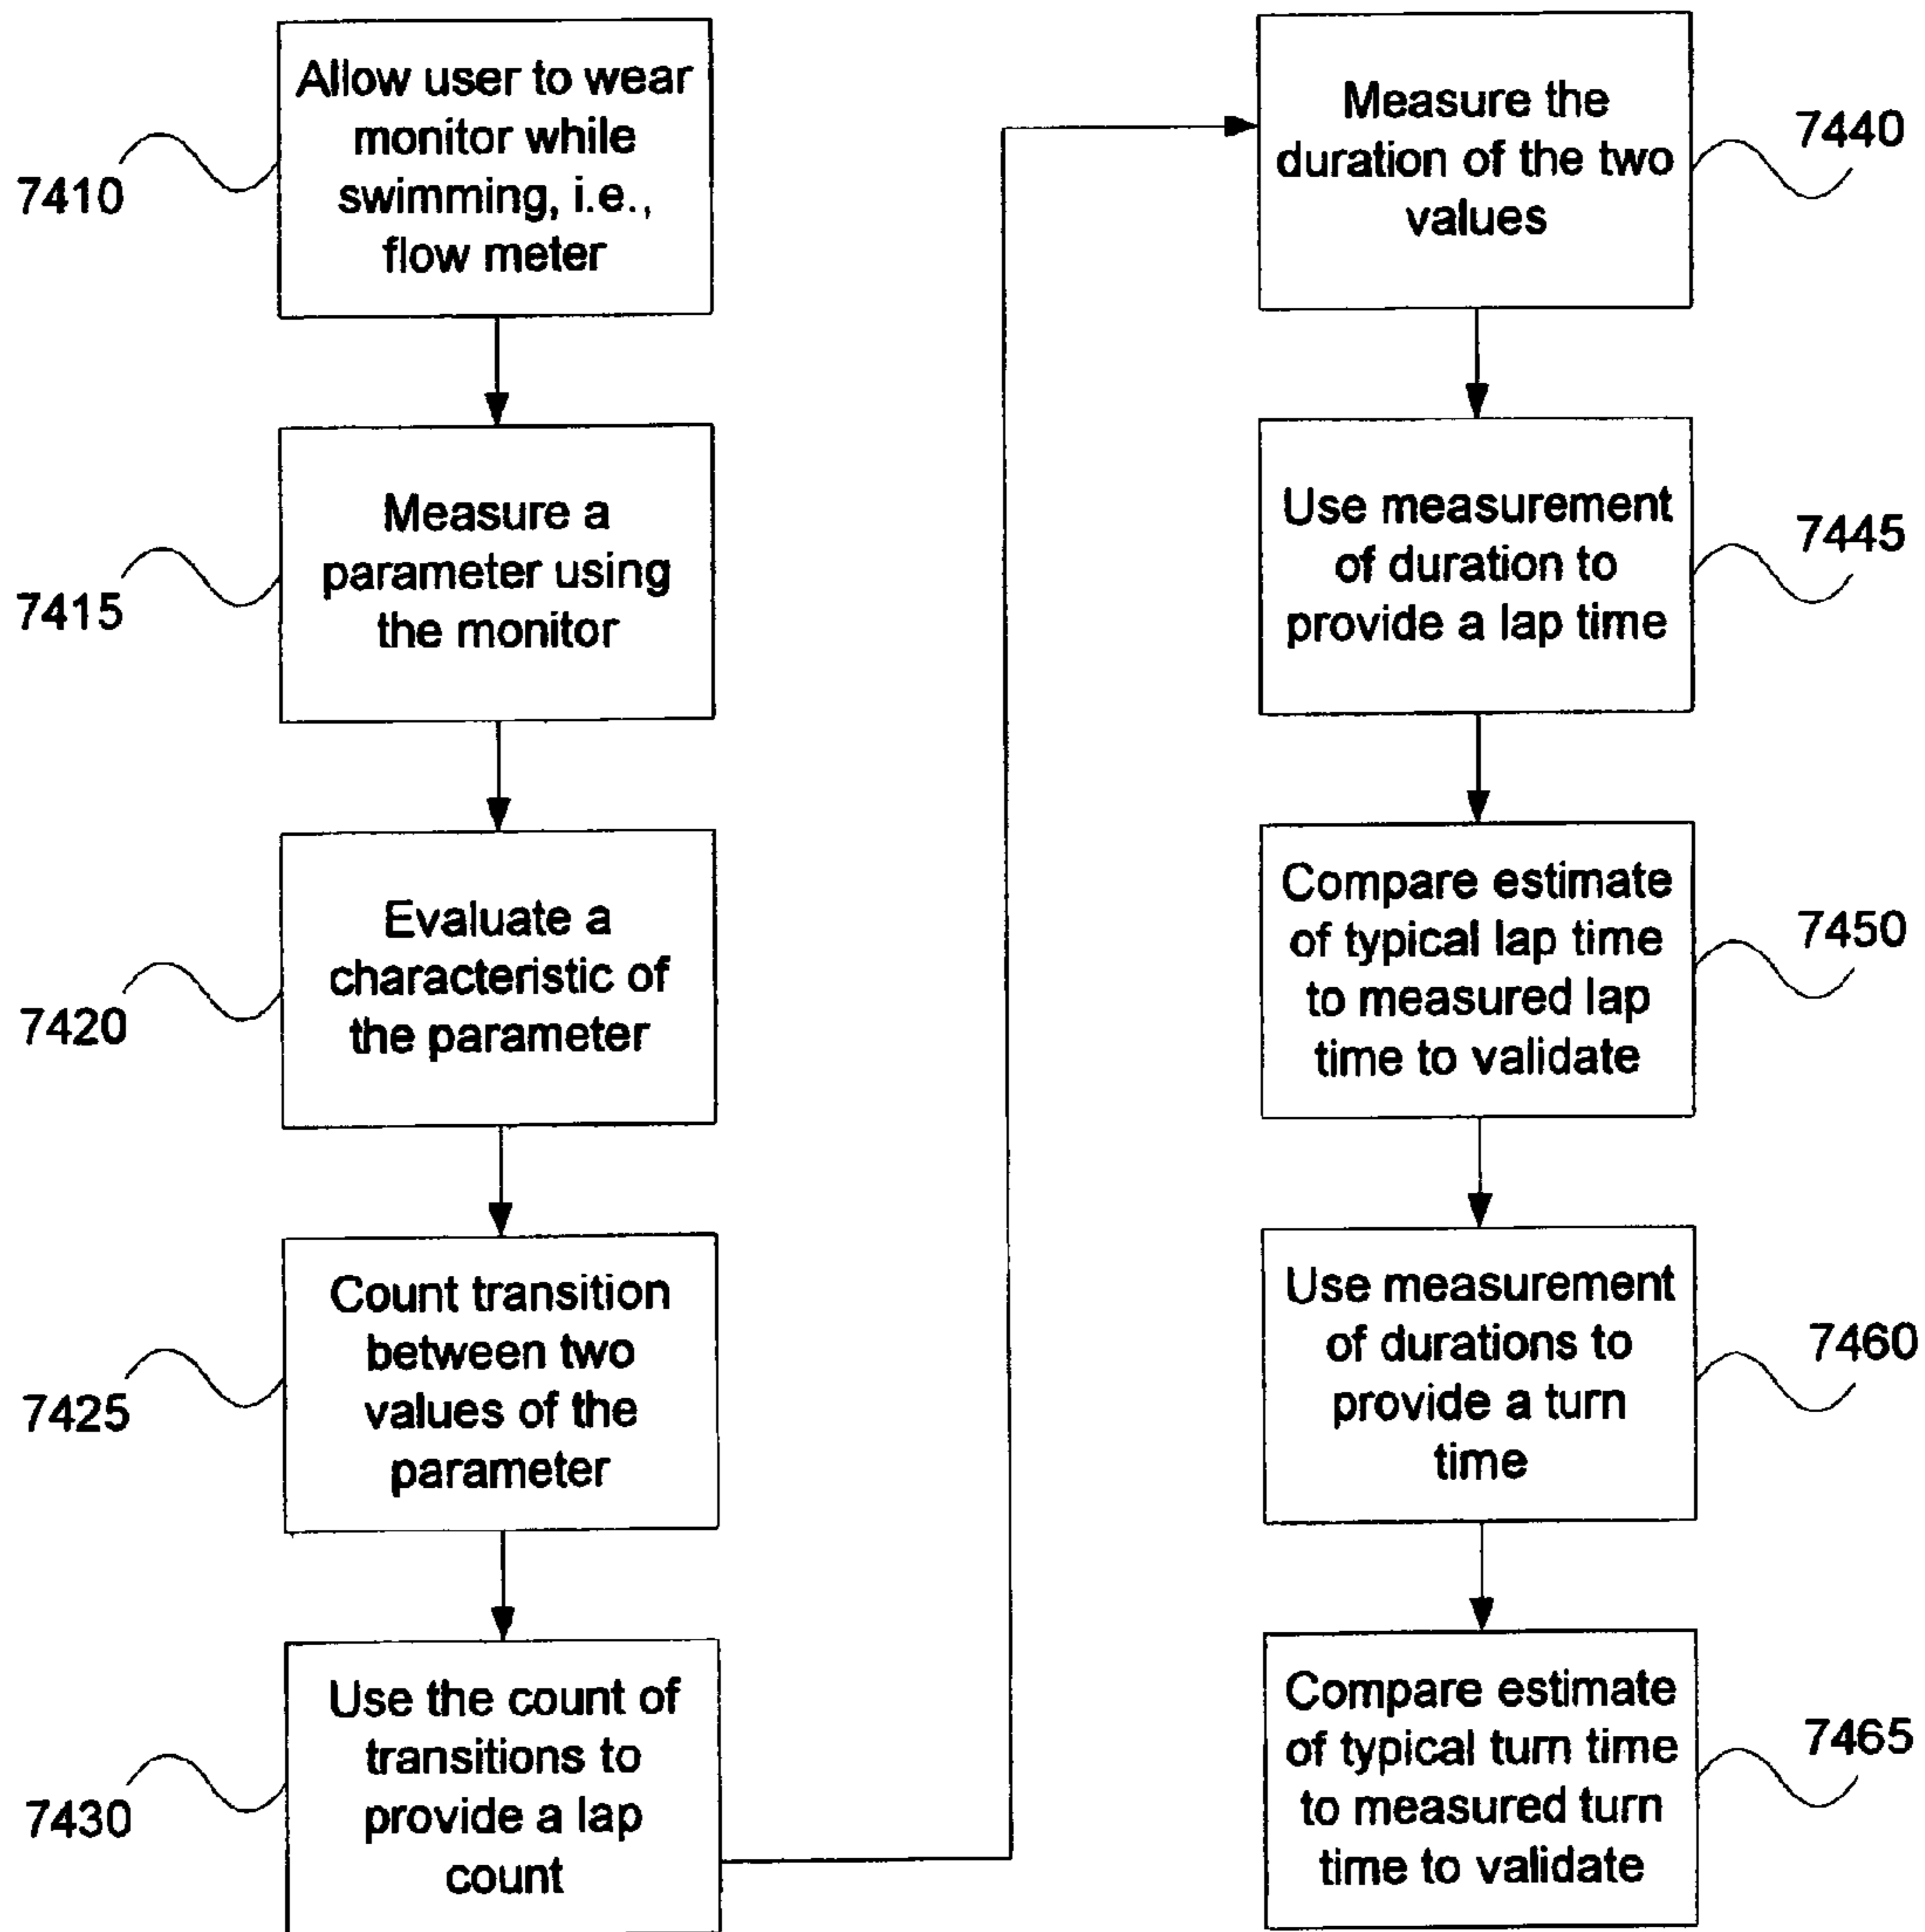 Allow user to wear
monitor while
swimming, i.e.,
flow meter
7410
Measure a
parameter using
the monitor
7415
Evaluate a
characteristic of
the parameter
7420
Count transition
between two
values of the
parameter
7425
Use the count of
transitions to
provide a lap
count
7430
Measure the
duration of the two
values
7440
Use measurement
of duration to
provide a lap time
7445
Compare estimate
of typical lap time
to measured lap
time to validate
7450
Use measurement
of durations to
provide a turn
time
7460
Compare estimate
of typical turn time
to measured turn
time to validate
7465